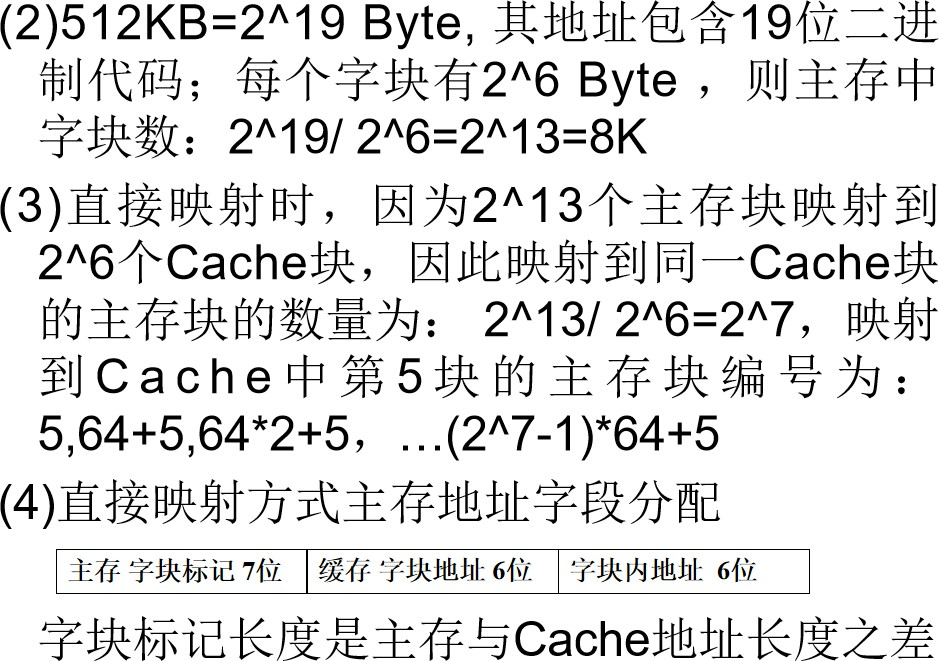 (2)512KB=2^19 Byte, 其地址包含19位二进
制代码；每个字块有2^6 Byte ，则主存中
字块数：2^19/ 2^6=2^13=8K
(3)直接映射时，因为2^13个主存块映射到
2^6个Cache块，因此映射到同一Cache块
的主存块的数量为： 2^13/ 2^6=2^7，映射
到Cache中第5块的主存块编号为：
5,64+5,64*2+5，…(2^7-1)*64+5
(4)直接映射方式主存地址字段分配
主存 字块标记 7位 缓存 字块地址 6位 字块内地址 6位
字块标记长度是主存与Cache地址长度之差